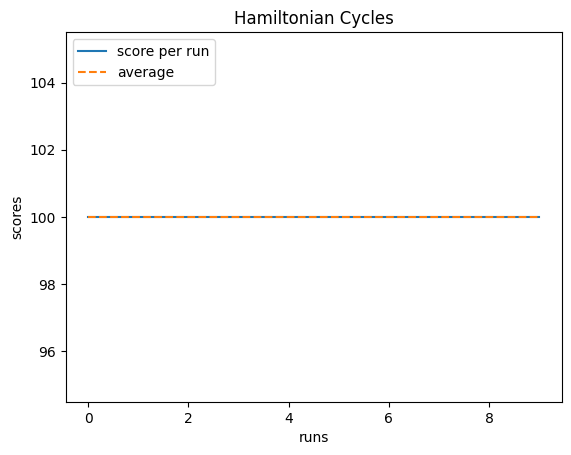 Hamiltonian Cycles
score per run
average
104
102
100
98
96
scores
0 2 4 6 8
runs